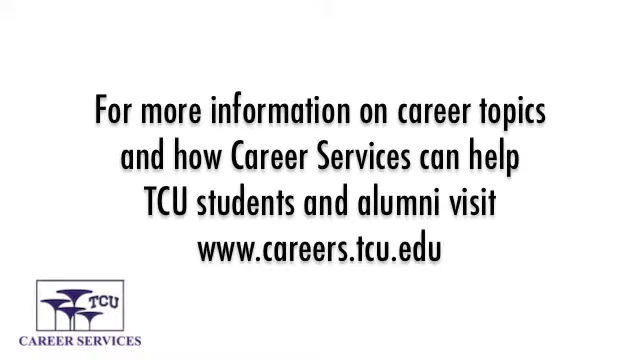 For more information on career topics
and how Career Services can help
TCU students and alumni visit
www.careers.tcu.edu
TCU
CAREER SERVICES